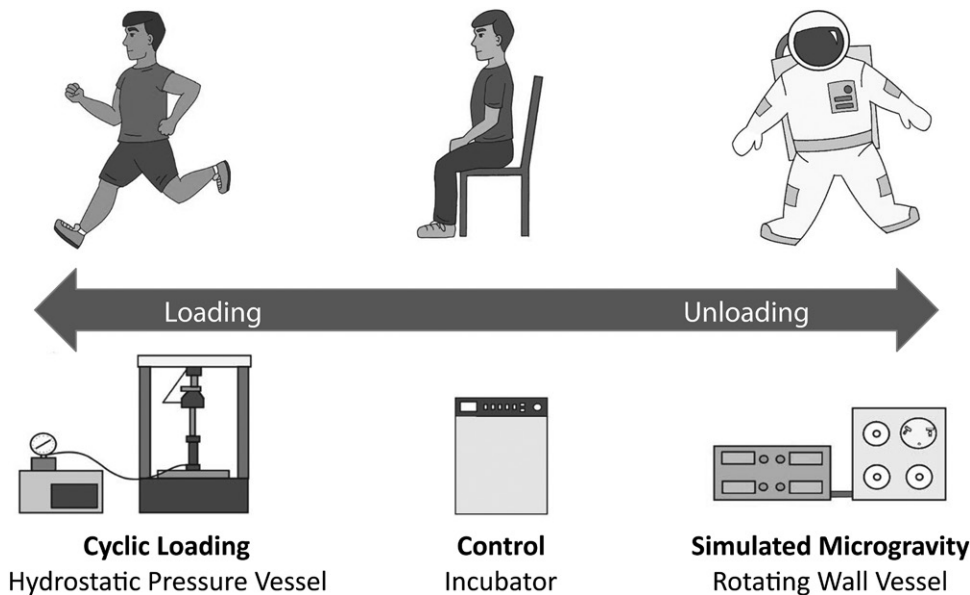 Loading
Unloading
Cyclic Loading
Hydrostatic Pressure Vessel
Control
Incubator
Simulated Microgravity
Rotating Wall Vessel